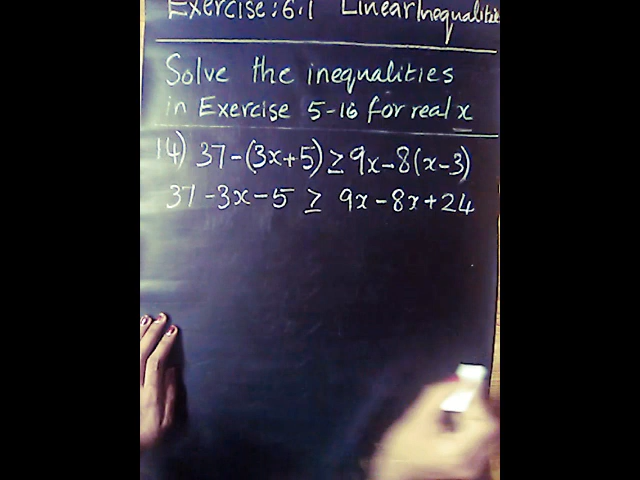 Exercise:6.1 Linear Inequalities
Solve the inequalities
in Exercise 5-16 for real x
14) 37-(3x+5) ≥ 9x-8(x-3)
37-3x-5 ≥ 9x-8x+24